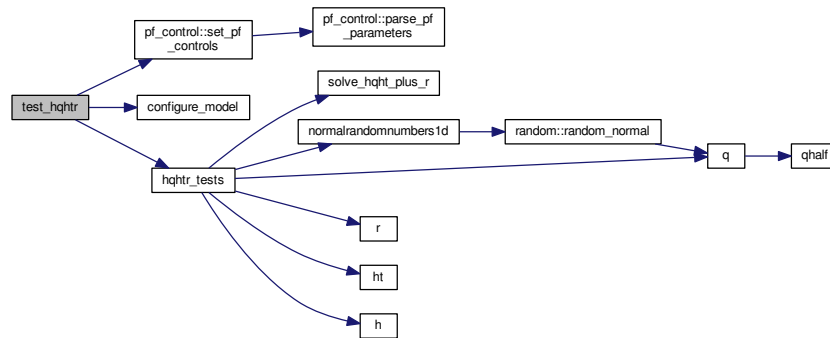 pf_control::set_pf
_controls
pf_control::parse_pf
_parameters
test_hqhtr
configure_model
hqhtr_tests
solve_hqht_plus_r
normalrandomnumbers1d
random::random_normal
q
qhalf
r
ht
h